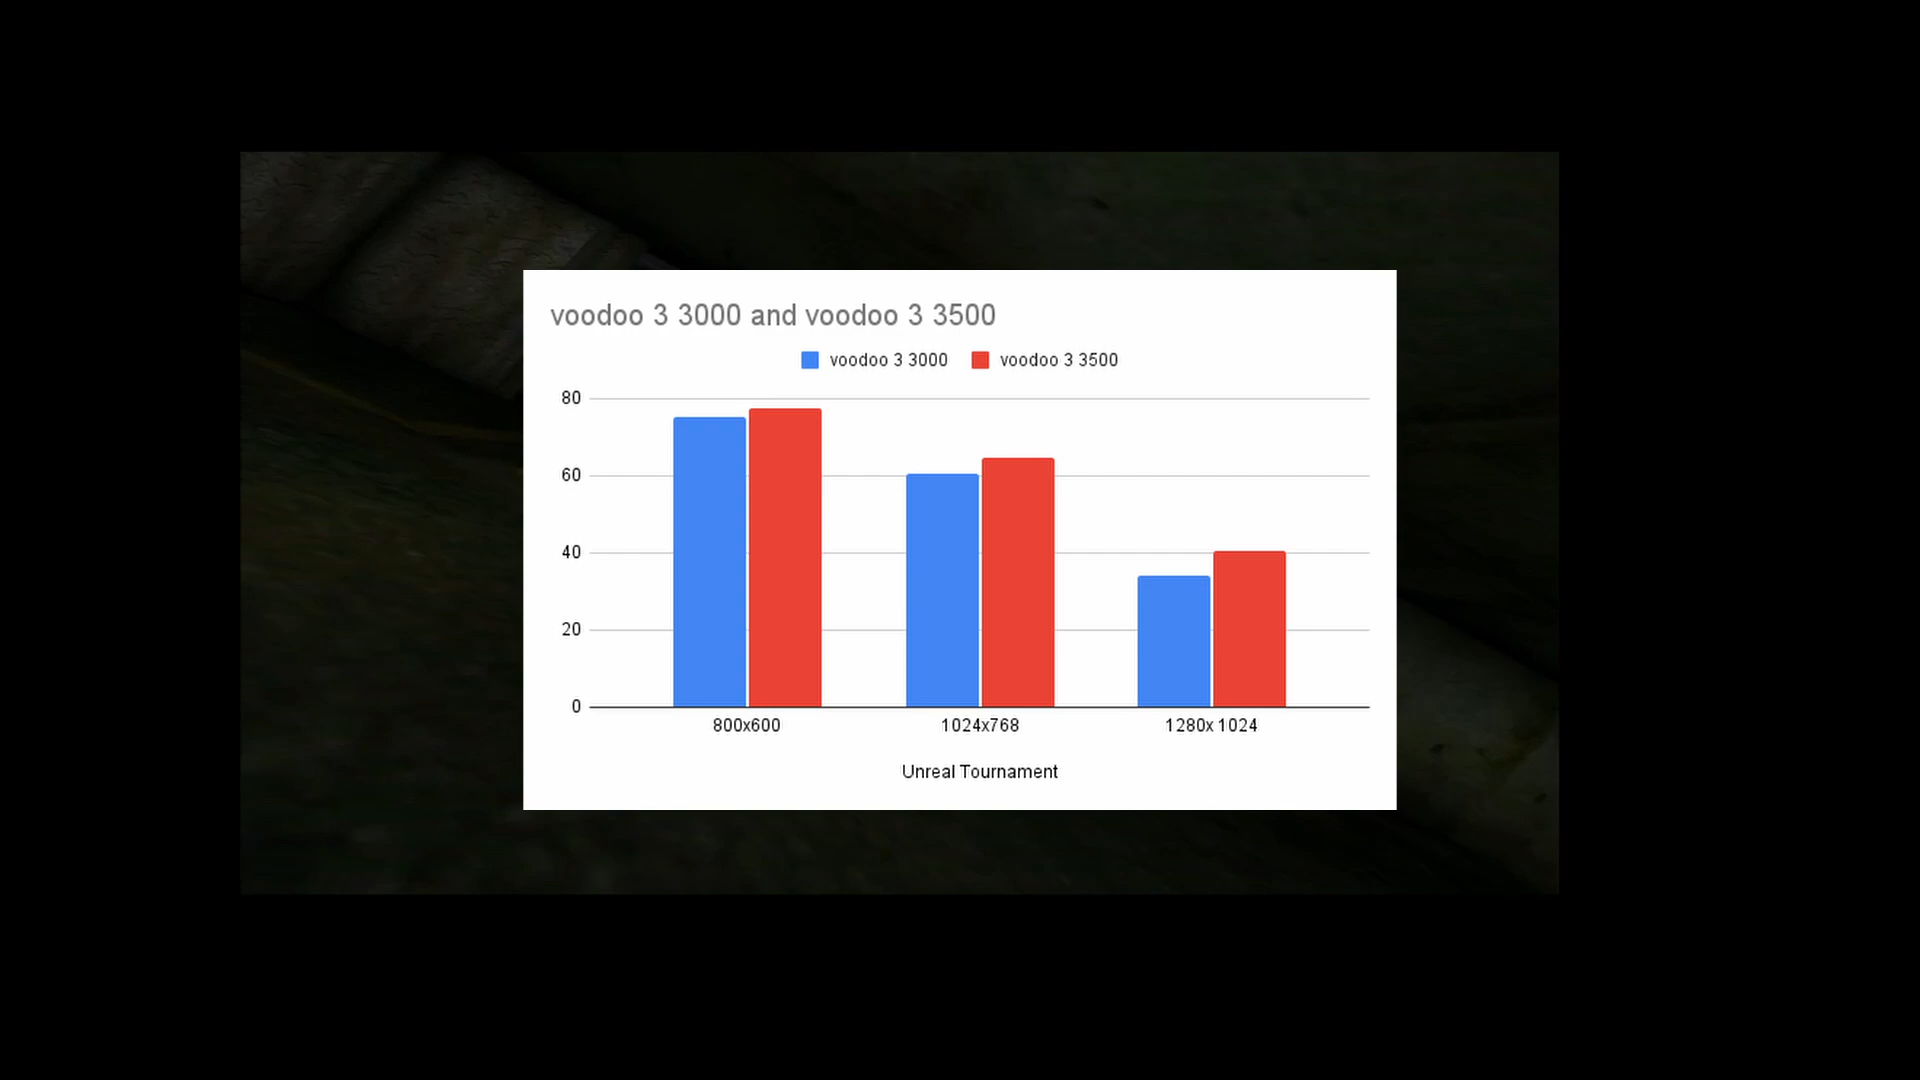 voodoo 3 3000 and voodoo 3 3500
voodoo 3 3000 voodoo 3 3500
80
60
40
20
0
800x600 1024x768 1280x1024
Unreal Tournament